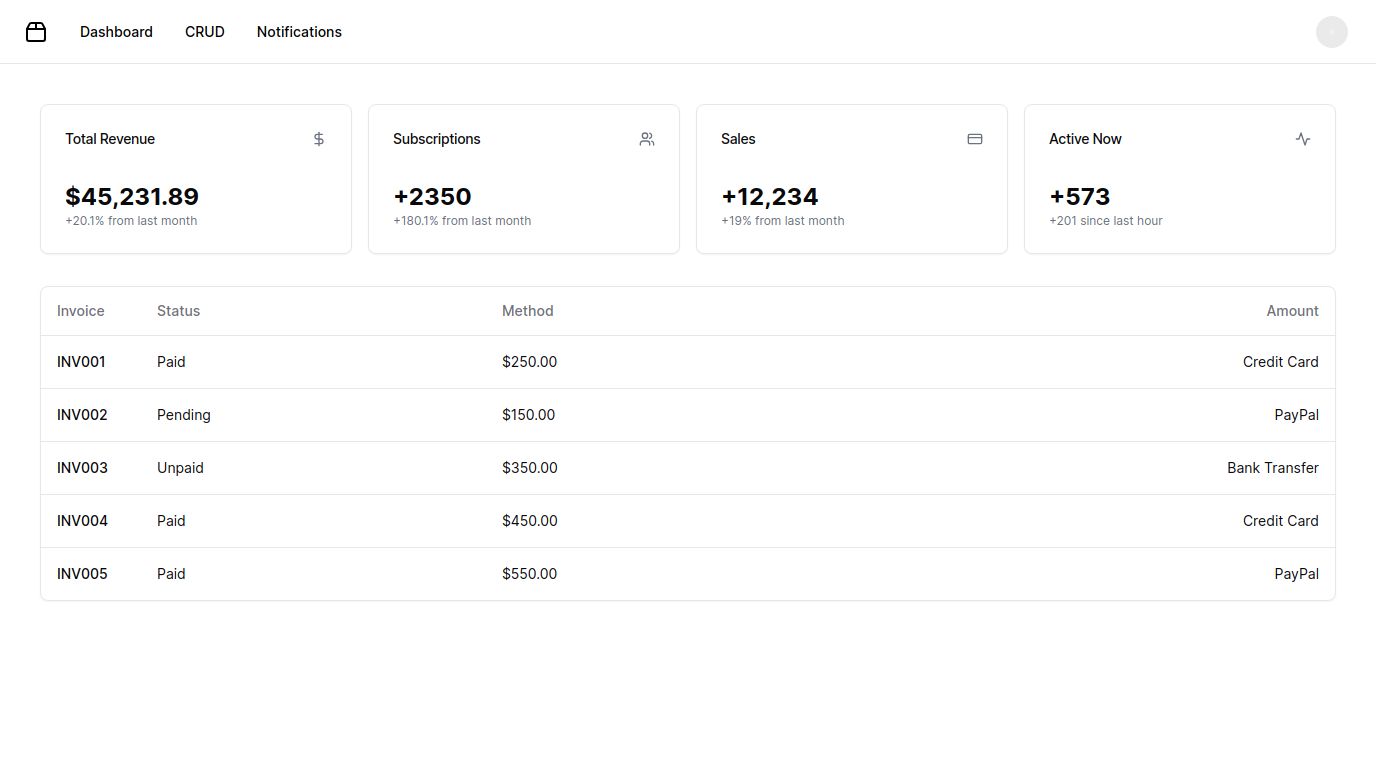 Dashboard CRUD Notifications
Total Revenue
$45,231.89
+20.1% from last month
Subscriptions
+2350
+180.1% from last month
Sales
+12,234
+19% from last month
Active Now
+573
+201 since last hour
Invoice Status Method Amount
INV001 Paid $250.00 Credit Card
INV002 Pending $150.00 PayPal
INV003 Unpaid $350.00 Bank Transfer
INV004 Paid $450.00 Credit Card
INV005 Paid $550.00 PayPal